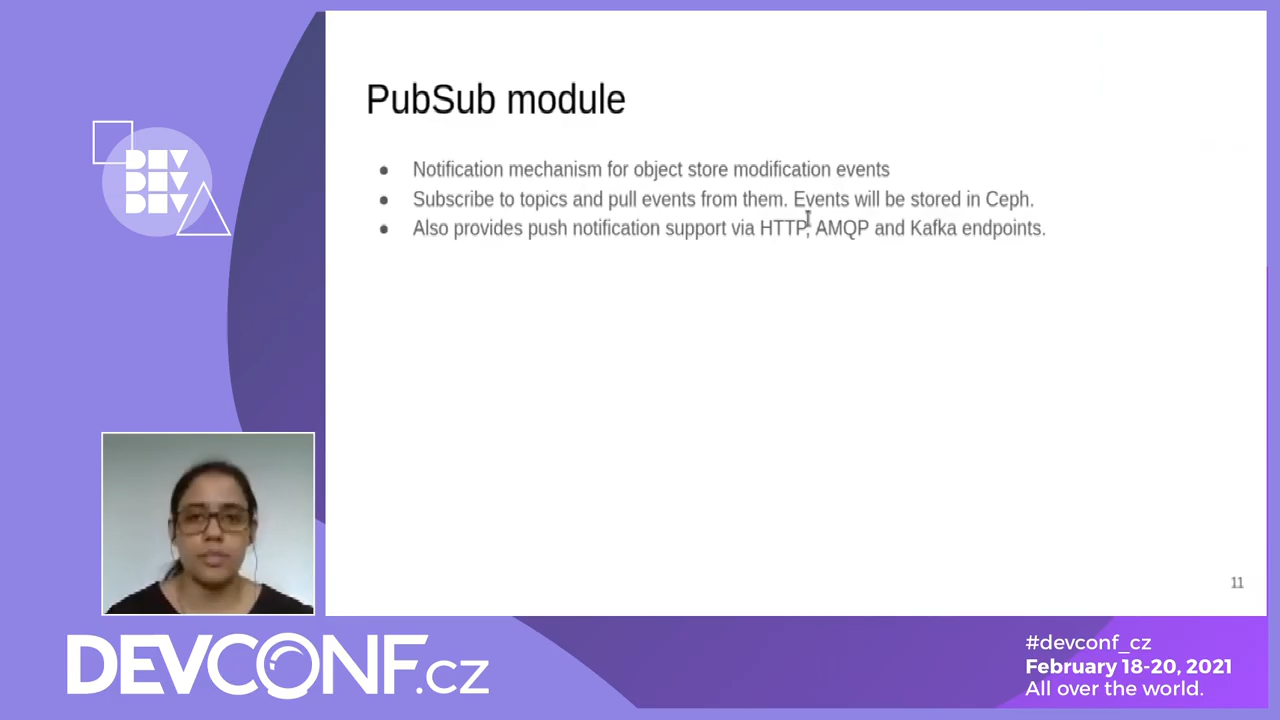 DEV
DEV
DEV
PubSub module
● Notification mechanism for object store modification events
● Subscribe to topics and pull events from them. Events will be stored in Ceph.
● Also provides push notification support via HTTP, AMQP and Kafka endpoints.
11
DEVCONF.cz
#devconf_cz
February 18-20, 2021
All over the world.